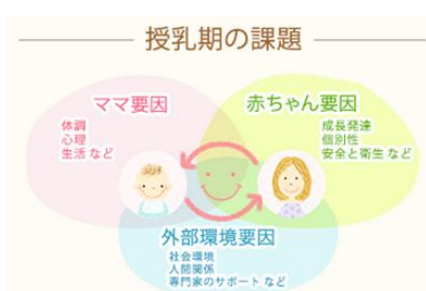 授乳期の課題
ママ要因
体調
心理
生活 など
赤ちゃん要因
成長発達
個別性
安全と衛生 など
外部環境要因
社会環境
人間関係
専門家のサポート など